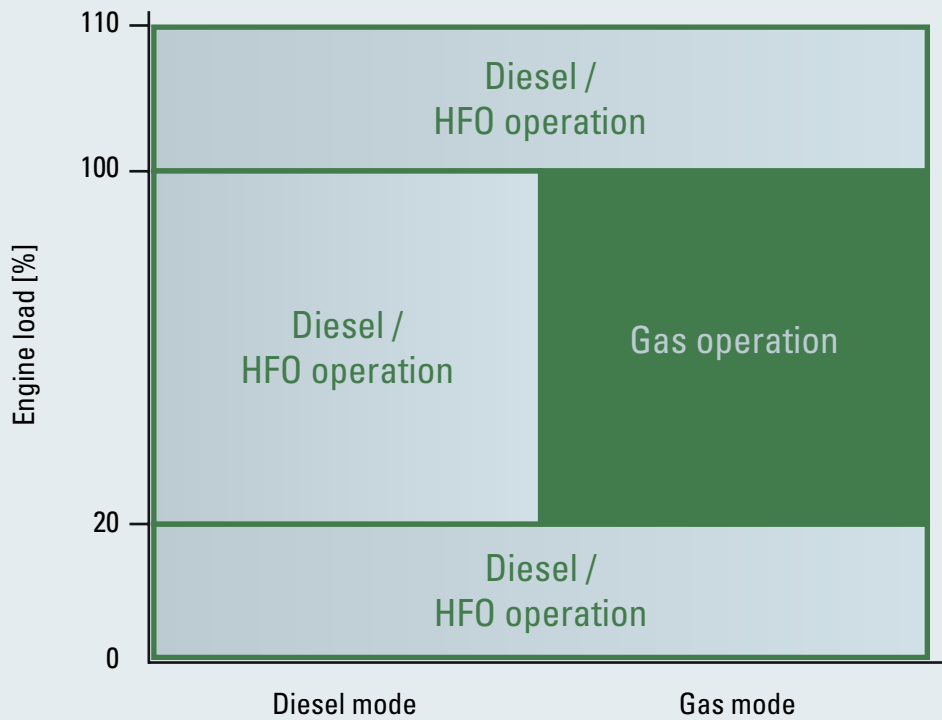 110
Diesel /
HFO operation
100
Engine load [%]
Diesel /
HFO operation
Gas operation
20
Diesel /
HFO operation
0
Diesel mode
Gas mode